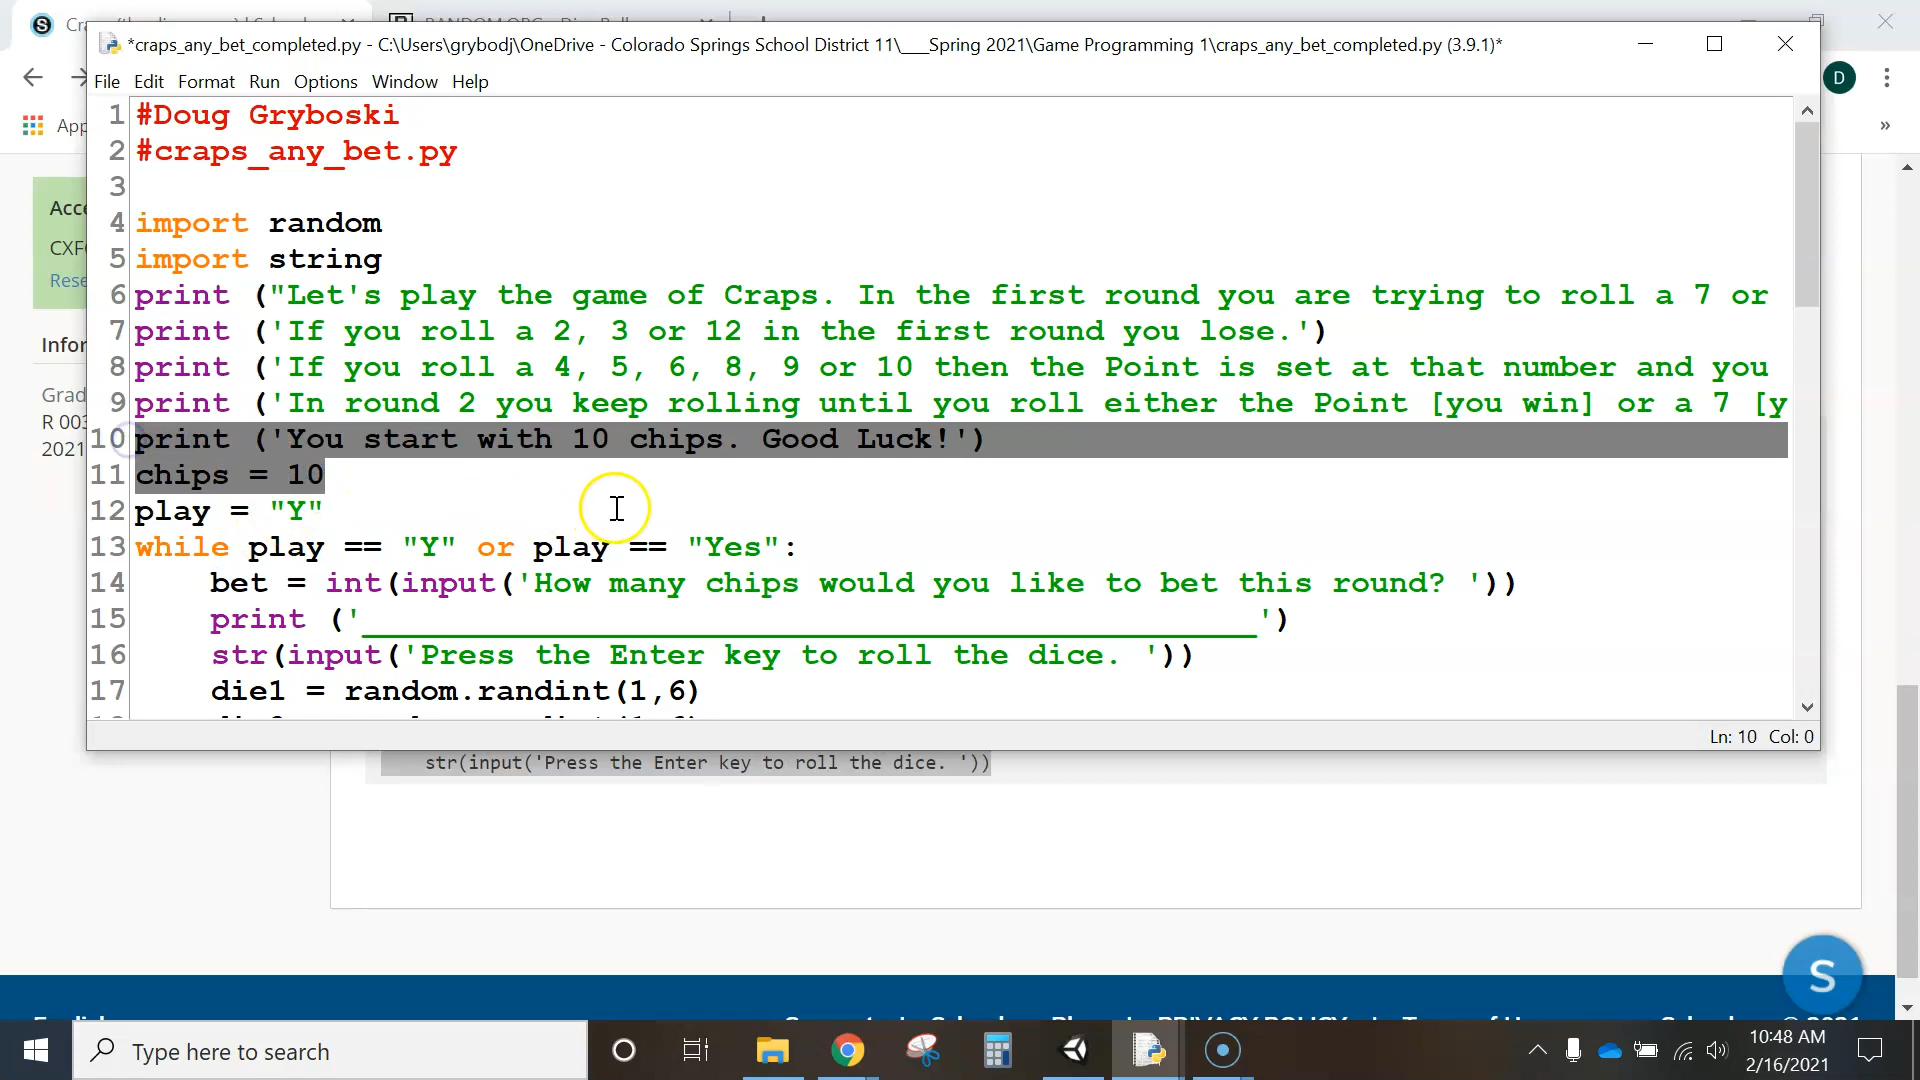 *craps_any_bet_completed.py - C:\Users\grybodj\OneDrive - Colorado Springs School District 11\___Spring 2021\Game Programming 1\craps_any_bet_completed.py (3.9.1)*
D
File Edit Format Run Options Window Help
App
»
1 #Doug Gryboski
2 #craps_any_bet.py
3
4 import random
5 import string
6 print ("Let's play the game of Craps. In the first round you are trying to roll a 7 or
7 print ('If you roll a 2, 3 or 12 in the first round you lose.')
8 print ('If you roll a 4, 5, 6, 8, 9 or 10 then the Point is set at that number and you
9 print ('In round 2 you keep rolling until you roll either the Point [you win] or a 7 [y
10 print ('You start with 10 chips. Good Luck!')
11 chips = 10
12 play = "Y"
13 while play == "Y" or play == "Yes":
14 bet = int(input('How many chips would you like to bet this round? '))
15 print ('_______________________________________________')
16 str(input('Press the Enter key to roll the dice. '))
17 die1 = random.randint(1,6)
Ln: 10 Col: 0
Acce
CXF
Rese
Infor
Grad
R 003
2021
str(input('Press the Enter key to roll the dice. '))
S
Type here to search
10:48 AM
2/16/2021